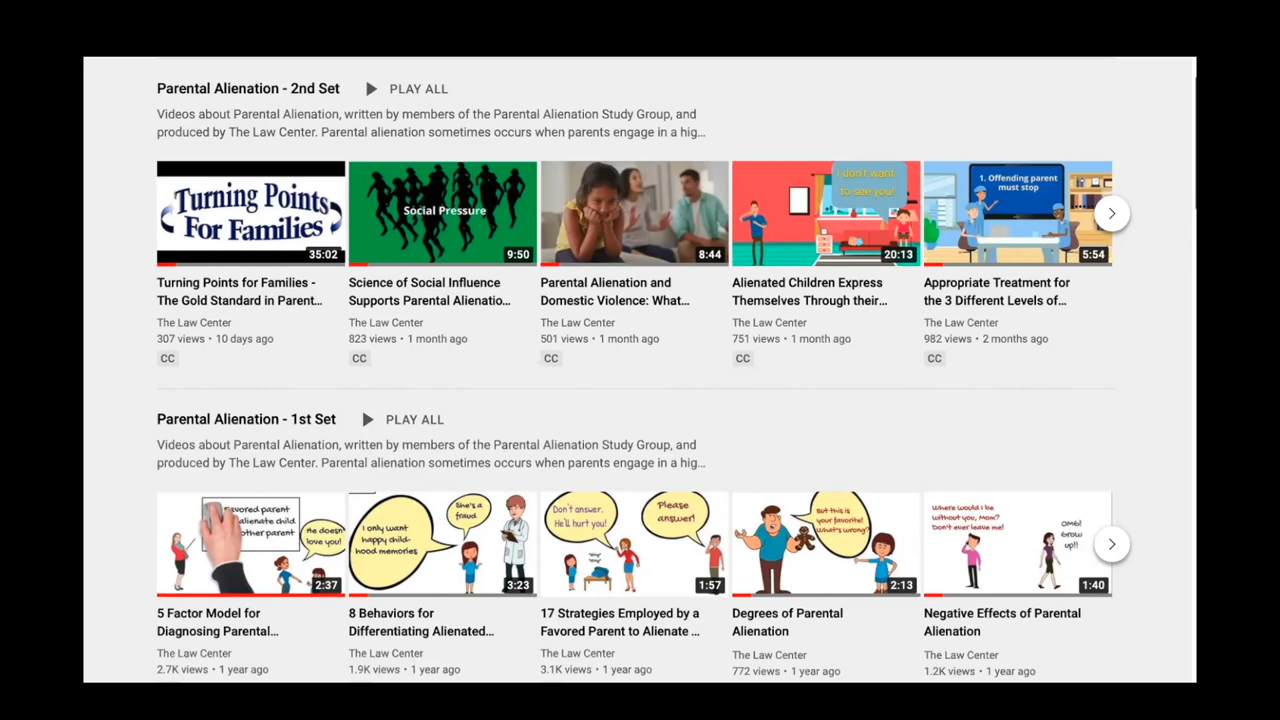 Parental Alienation - 2nd Set PLAY ALL
Videos about Parental Alienation, written by members of the Parental Alienation Study Group, and
produced by The Law Center. Parental alienation sometimes occurs when parents engage in a hig...
Turning Points
For Families
35:02
Social Pressure
9:50
8:44
I don't want
to see you!
20:13
1. Offending parent
must stop
5:54
Turning Points for Families -
The Gold Standard in Parent...
The Law Center
307 views • 10 days ago
CC
Science of Social Influence
Supports Parental Alienatio...
The Law Center
823 views • 1 month ago
CC
Parental Alienation and
Domestic Violence: What...
The Law Center
501 views • 1 month ago
CC
Alienated Children Express
Themselves Through their...
The Law Center
751 views • 1 month ago
CC
Appropriate Treatment for
the 3 Different Levels of...
The Law Center
982 views • 2 months ago
CC
Parental Alienation - 1st Set PLAY ALL
Videos about Parental Alienation, written by members of the Parental Alienation Study Group, and
produced by The Law Center. Parental alienation sometimes occurs when parents engage in a hig...
avored parent
alienate child
other parent
He doesn
love you!
2:37
I only want
happy child-
hood memories
She's a
fraud
3:23
Don't answer.
He'll hurt you!
Please
answer!
1:57
But this is
your favorite!
What's wrong?
2:13
Where would I be
without you, Mom?
Don't ever leave me!
OMG!
Grow
up!!
1:40
5 Factor Model for
Diagnosing Parental...
The Law Center
2.7K views • 1 year ago
8 Behaviors for
Differentiating Alienated...
The Law Center
1.9K views • 1 year ago
17 Strategies Employed by a
Favored Parent to Alienate ...
The Law Center
3.1K views • 1 year ago
Degrees of Parental
Alienation
The Law Center
772 views • 1 year ago
Negative Effects of Parental
Alienation
The Law Center
1.2K views • 1 year ago